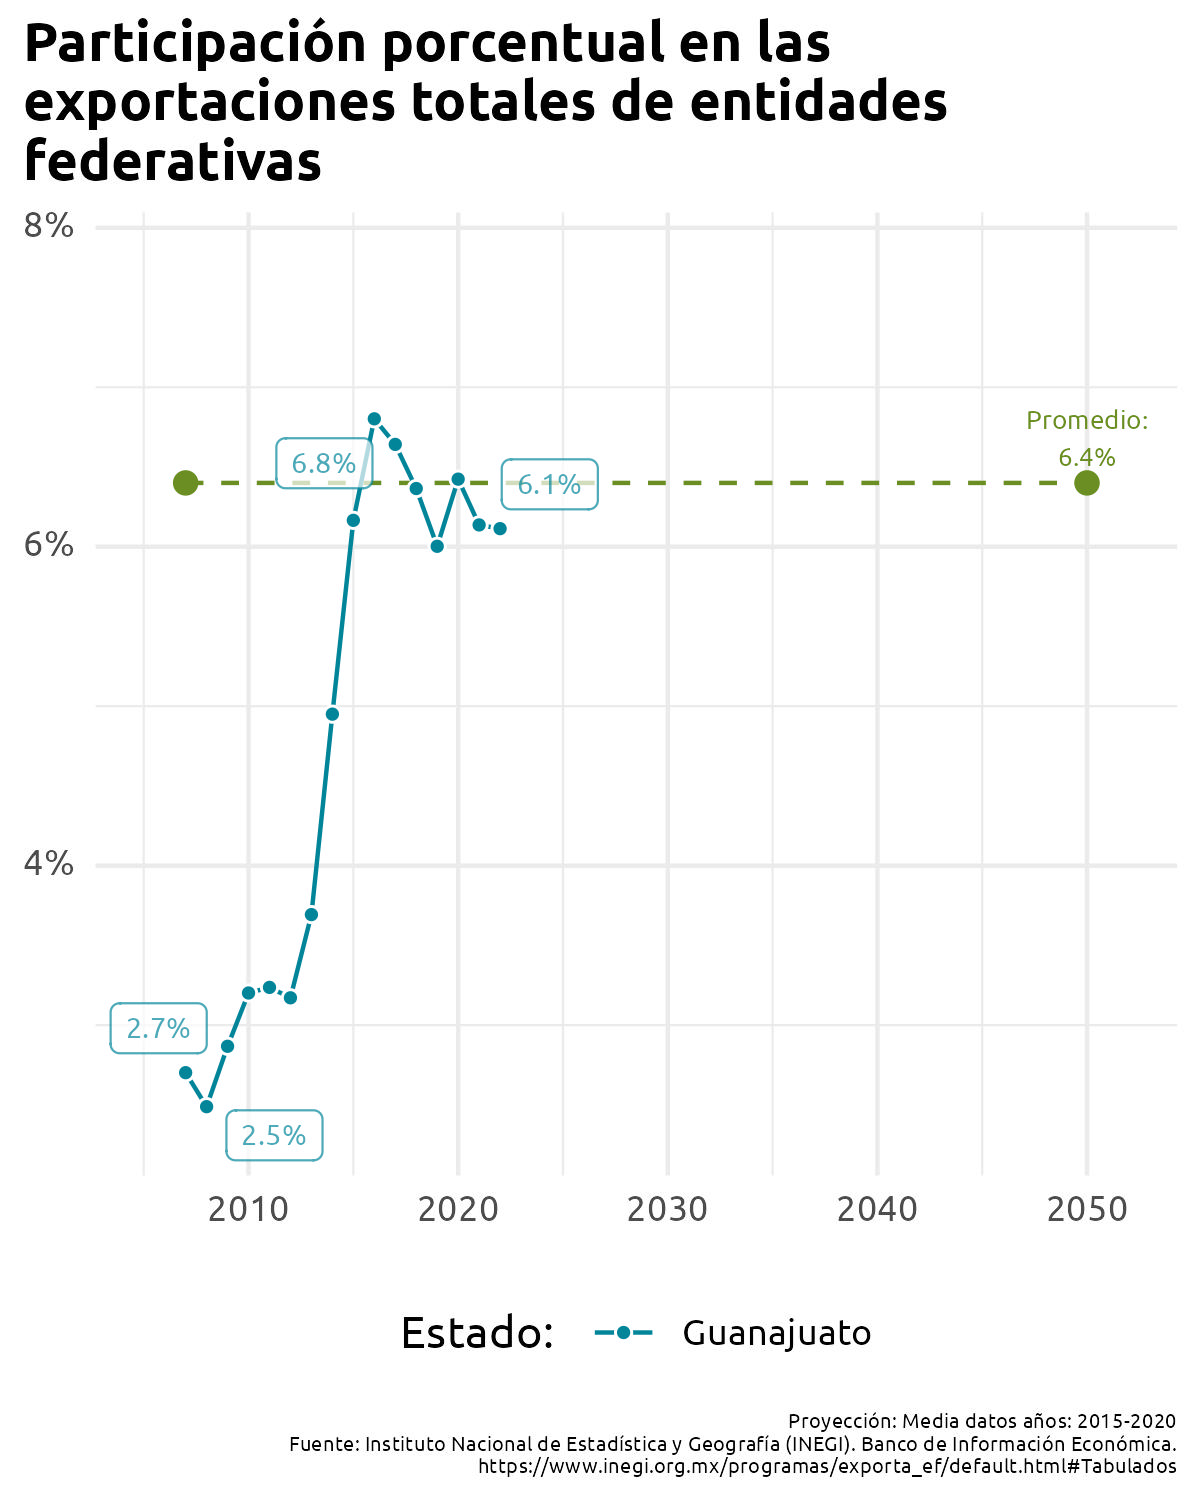 Participación porcentual en las
exportaciones totales de entidades
federativas
8%
6%
4%
Promedio:
6.4%
6.8%
6.1%
2.7%
2.5%
2010
2020
2030
2040
2050
Estado:
Guanajuato
Proyección: Media datos años: 2015-2020
Fuente: Instituto Nacional de Estadística y Geografía (INEGI). Banco de Información Económica.
https://www.inegi.org.mx/programas/exporta_ef/default.html#Tabulados